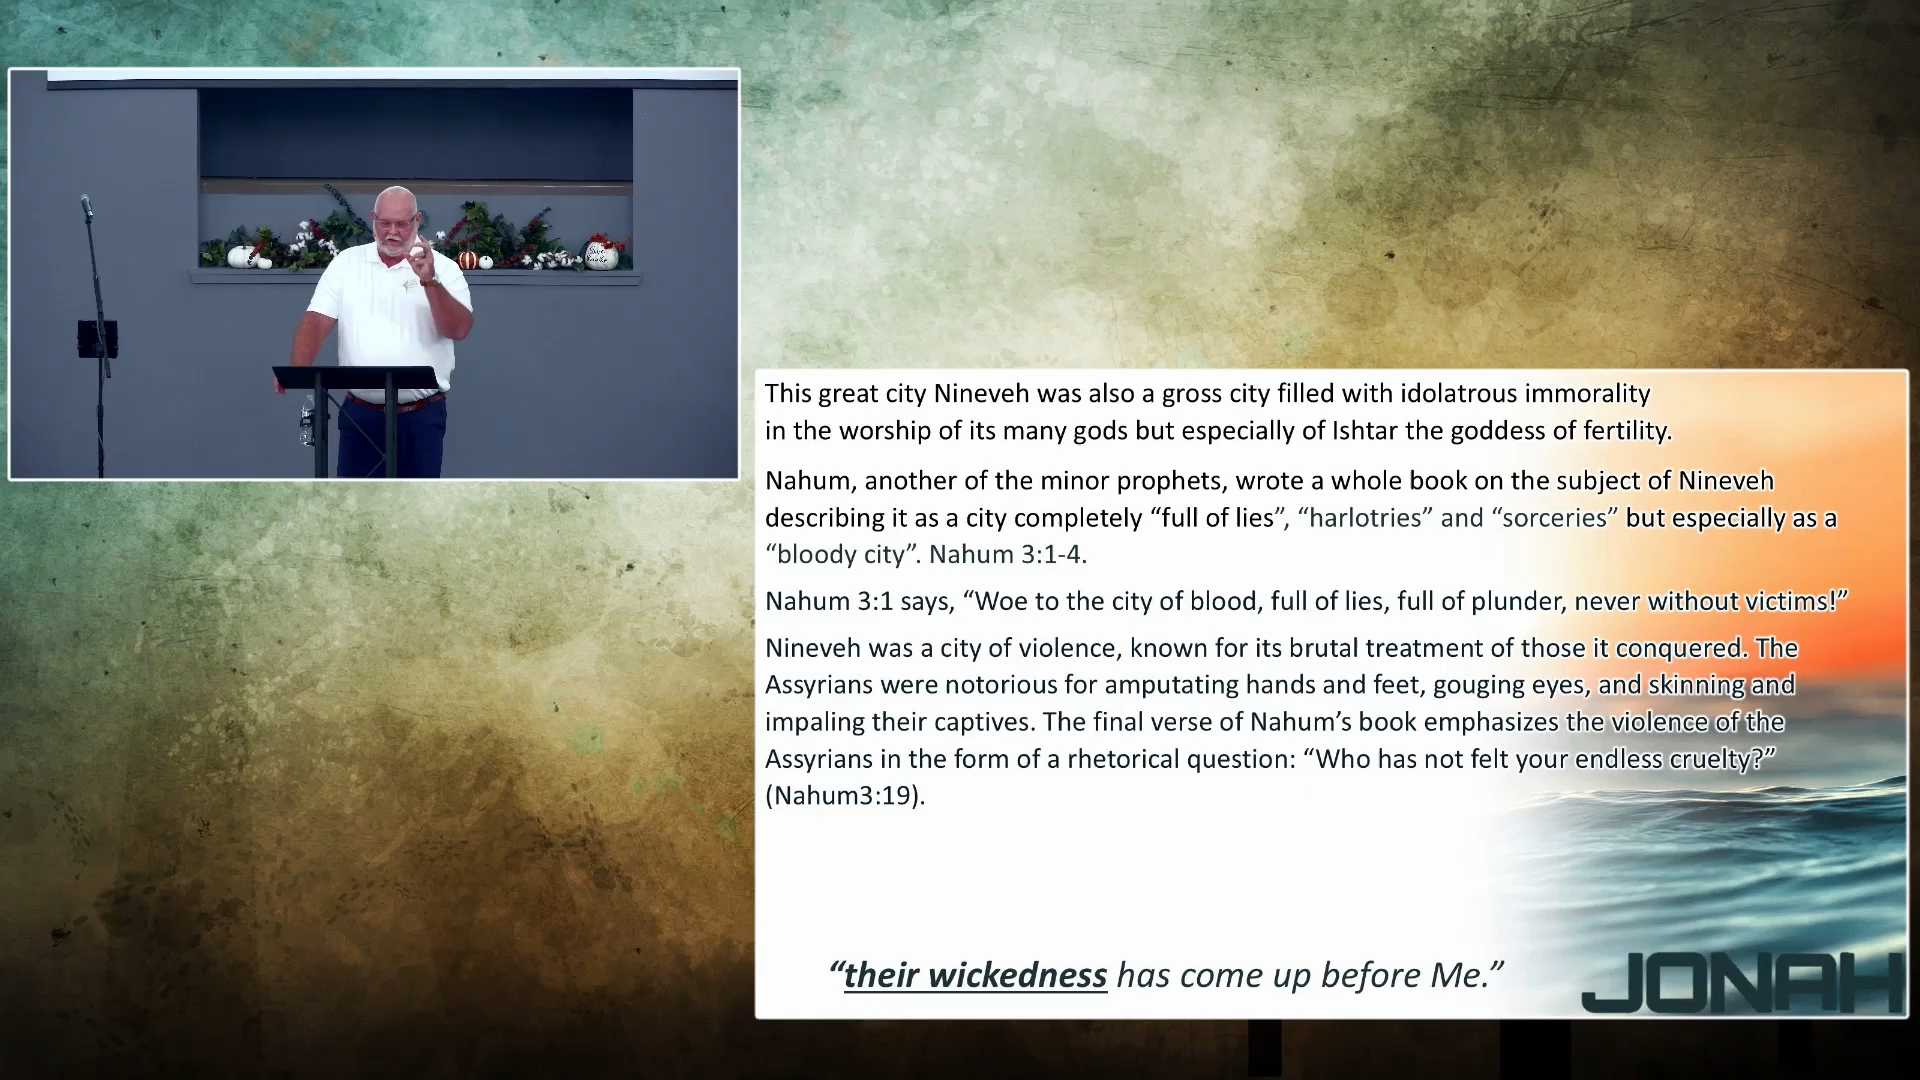 This great city Nineveh was also a gross city filled with idolatrous immorality
in the worship of its many gods but especially of Ishtar the goddess of fertility.
Nahum, another of the minor prophets, wrote a whole book on the subject of Nineveh
describing it as a city completely “full of lies”, “harlotries” and “sorceries” but especially as a
“bloody city”. Nahum 3:1-4.
Nahum 3:1 says, “Woe to the city of blood, full of lies, full of plunder, never without victims!”
Nineveh was a city of violence, known for its brutal treatment of those it conquered. The
Assyrians were notorious for amputating hands and feet, gouging eyes, and skinning and
impaling their captives. The final verse of Nahum’s book emphasizes the violence of the
Assyrians in the form of a rhetorical question: “Who has not felt your endless cruelty?”
(Nahum3:19).
“their wickedness has come up before Me.”
JONAH